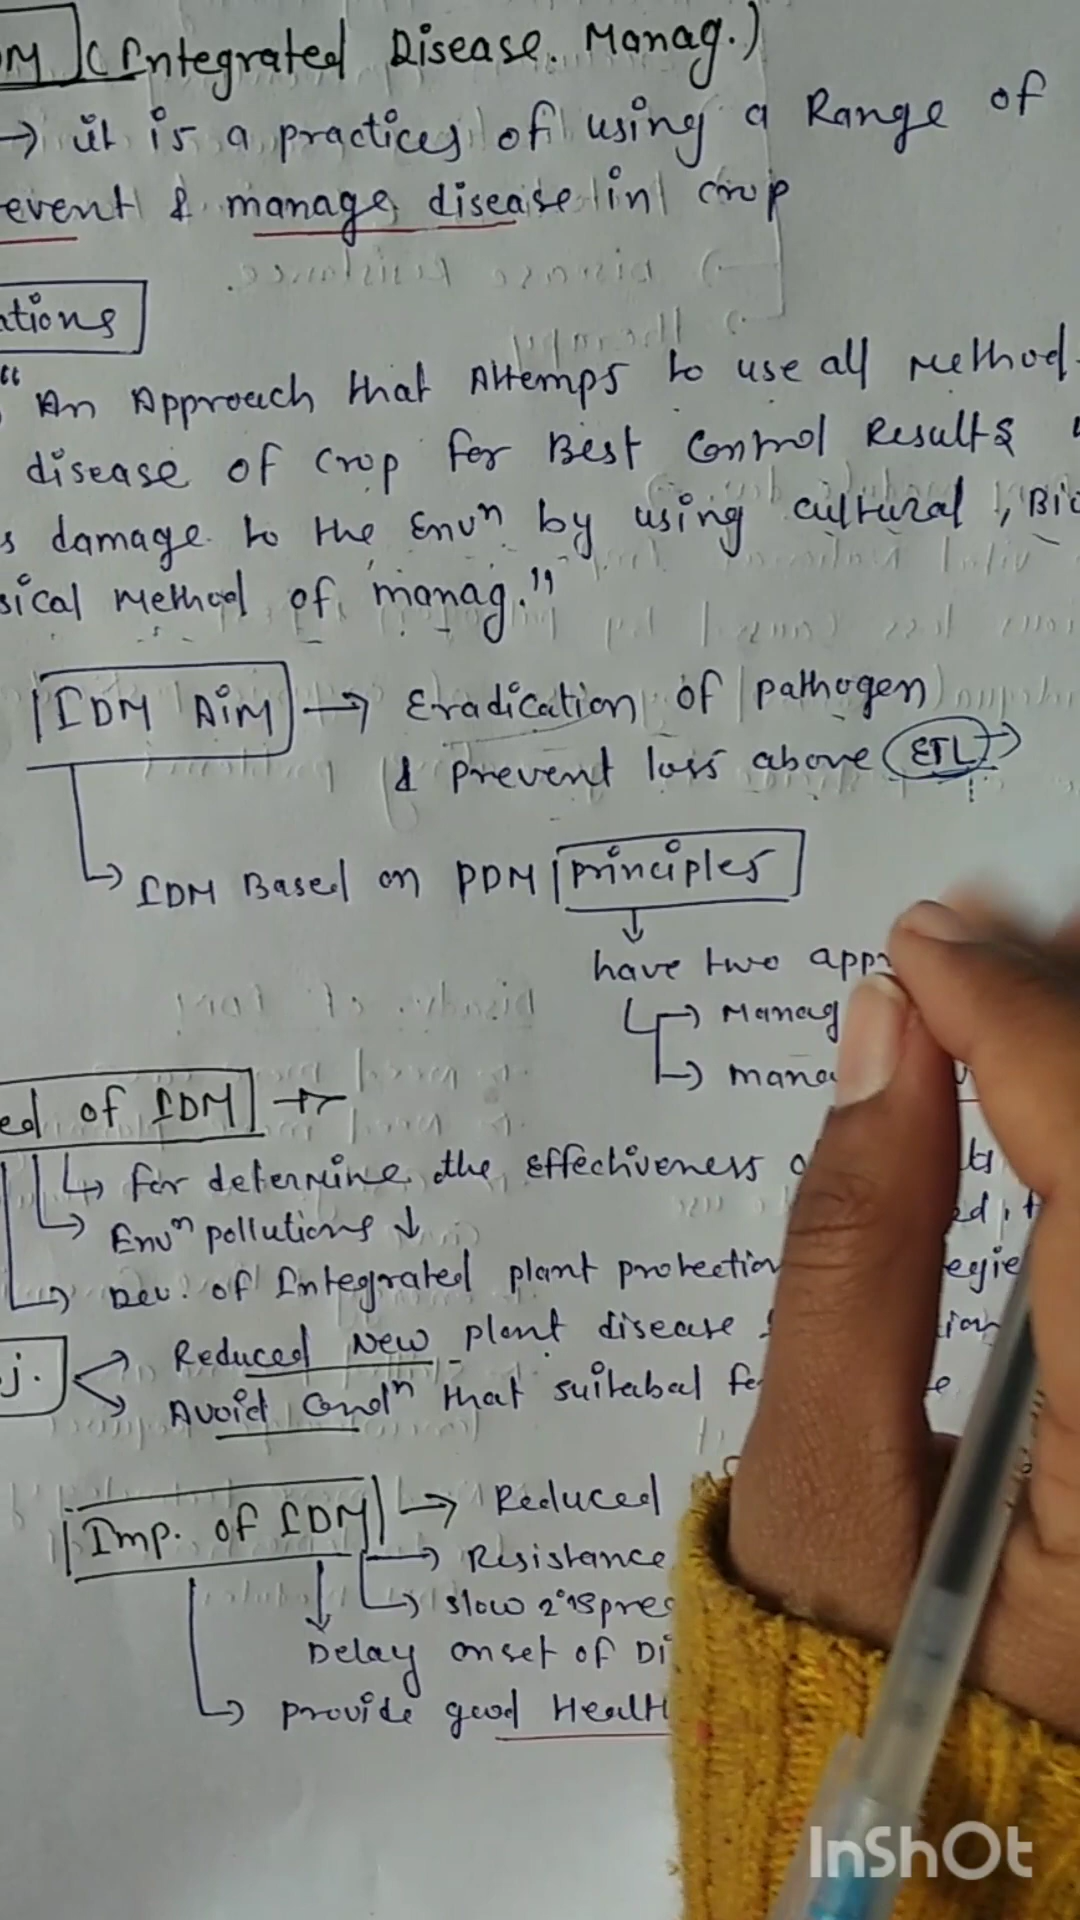 DM (Integrated Disease. Manag.)
→ it is a practices of using a Range of
event & manage disease in crop
ations
"An Approach that Attemps to use all method
disease of crop for Best Control Results
s damage to the Envⁿ by using cultural, Bio
sical method of manag."
IDM Aim → Eradication of pathogen
& prevent loss above ETL →
↳ IDM Based on PDM principles
↓
have two app
↳ Manag
↳ mana
ed of IDM →
↳ for determine the effectiveness
↳ Envⁿ pollutions ↓
↳ Dev. of Integrated plant protection egie
j. → Reduced New plant disease
→ Avoid Condⁿ that suitabal fo
Imp. of IDM → Reduced
→ Resistance
↳ slow 2° spre
Delay onset of Di
↳ provide good Health
InShOt